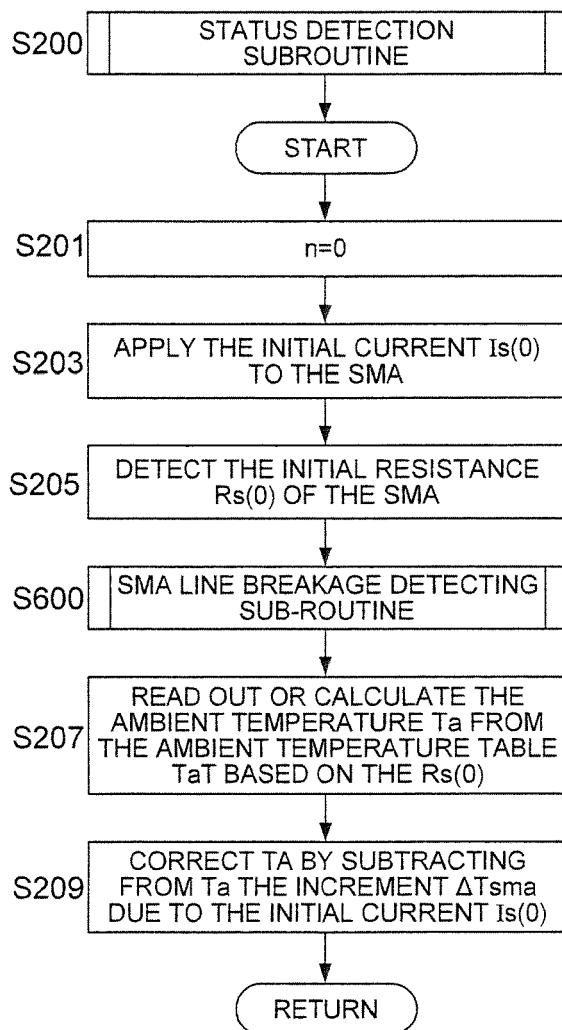 S200
STATUS DETECTION
SUBROUTINE
START
S201
n=0
S203
APPLY THE INITIAL CURRENT Is(0)
TO THE SMA
S205
DETECT THE INITIAL RESISTANCE
Rs(0) OF THE SMA
S600
SMA LINE BREAKAGE DETECTING
SUB-ROUTINE
S207
READ OUT OR CALCULATE THE
AMBIENT TEMPERATURE Ta FROM
THE AMBIENT TEMPERATURE TABLE
TaT BASED ON THE Rs(0)
S209
CORRECT TA BY SUBTRACTING
FROM Ta THE INCREMENT ΔTsma
DUE TO THE INITIAL CURRENT Is(0)
RETURN